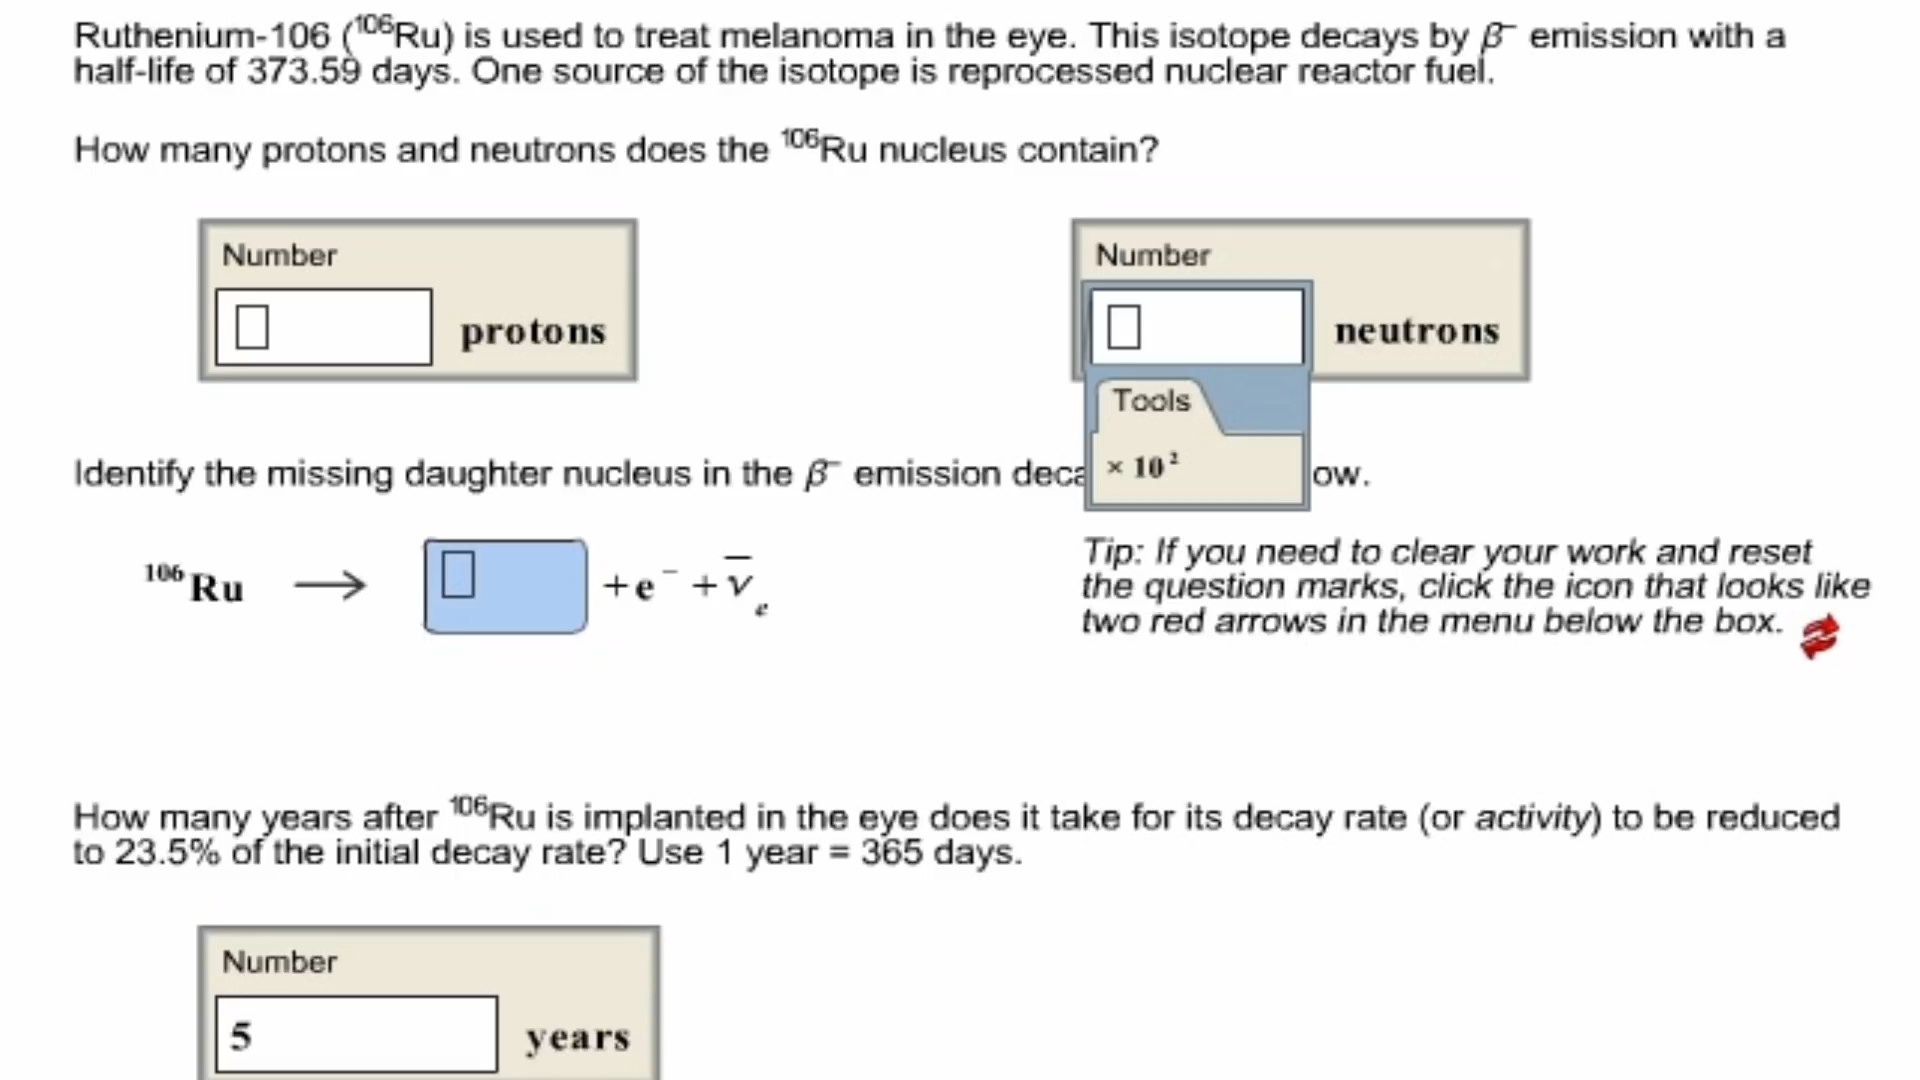 Ruthenium-106 (¹⁰⁶Ru) is used to treat melanoma in the eye. This isotope decays by β⁻ emission with a
half-life of 373.59 days. One source of the isotope is reprocessed nuclear reactor fuel.
How many protons and neutrons does the ¹⁰⁶Ru nucleus contain?
Number
protons
Number
neutrons
Tools
× 10²
Identify the missing daughter nucleus in the β⁻ emission deca ow.
¹⁰⁶Ru → □ + e⁻ + ν̅ₑ
Tip: If you need to clear your work and reset
the question marks, click the icon that looks like
two red arrows in the menu below the box.
How many years after ¹⁰⁶Ru is implanted in the eye does it take for its decay rate (or activity) to be reduced
to 23.5% of the initial decay rate? Use 1 year = 365 days.
Number
5 years